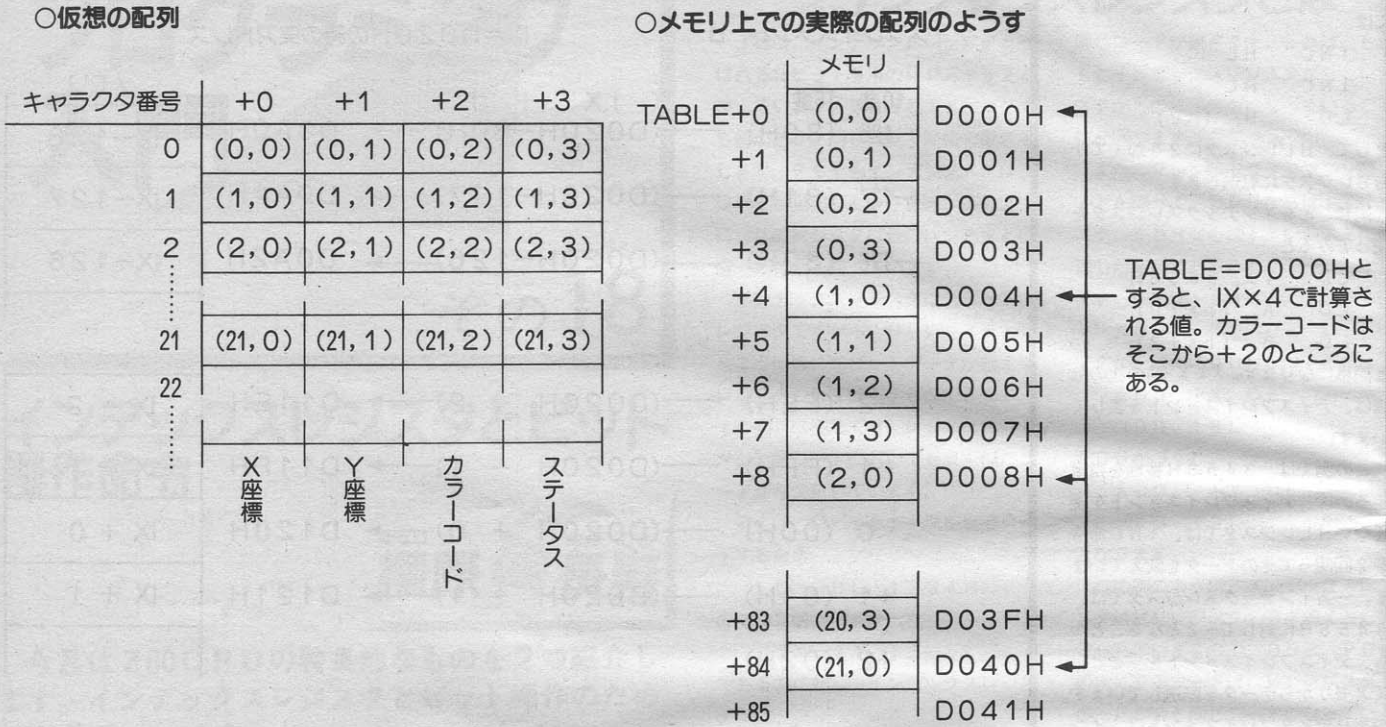 ○仮想の配列
キャラクタ番号 +0 +1 +2 +3
0 (0,0) (0,1) (0,2) (0,3)
1 (1,0) (1,1) (1,2) (1,3)
2 (2,0) (2,1) (2,2) (2,3)
21 (21,0) (21,1) (21,2) (21,3)
22
X座標
Y座標
カラーコード
ステータス
○メモリ上での実際の配列のようす
メモリ
TABLE+0 (0,0) D000H
+1 (0,1) D001H
+2 (0,2) D002H
+3 (0,3) D003H
+4 (1,0) D004H
+5 (1,1) D005H
+6 (1,2) D006H
+7 (1,3) D007H
+8 (2,0) D008H
+83 (20,3) D03FH
+84 (21,0) D040H
+85 D041H
TABLE=D000Hと
すると、IX×4で計算さ
れる値。カラーコードは
そこから+2のところに
ある。